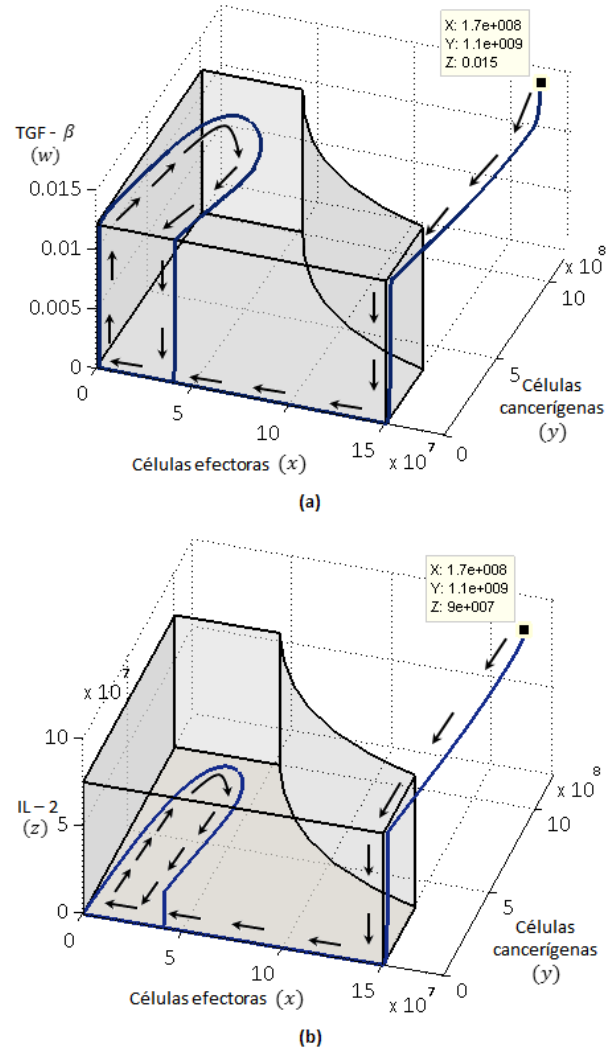 X: 1.7e+008
Y: 1.1e+009
Z: 0.015
TGF - β
(w)
0.015
0.01
0.005
0
0
5
10
15
x 10⁷
Células efectoras (x)
0
5
10
x 10⁸
Células
cancerígenas
(y)
(a)
X: 1.7e+008
Y: 1.1e+009
Z: 9e+007
x 10⁷
10
IL – 2
(z)
5
0
0
5
10
15
x 10⁷
Células efectoras (x)
0
5
10
x 10⁸
Células
cancerígenas
(y)
(b)